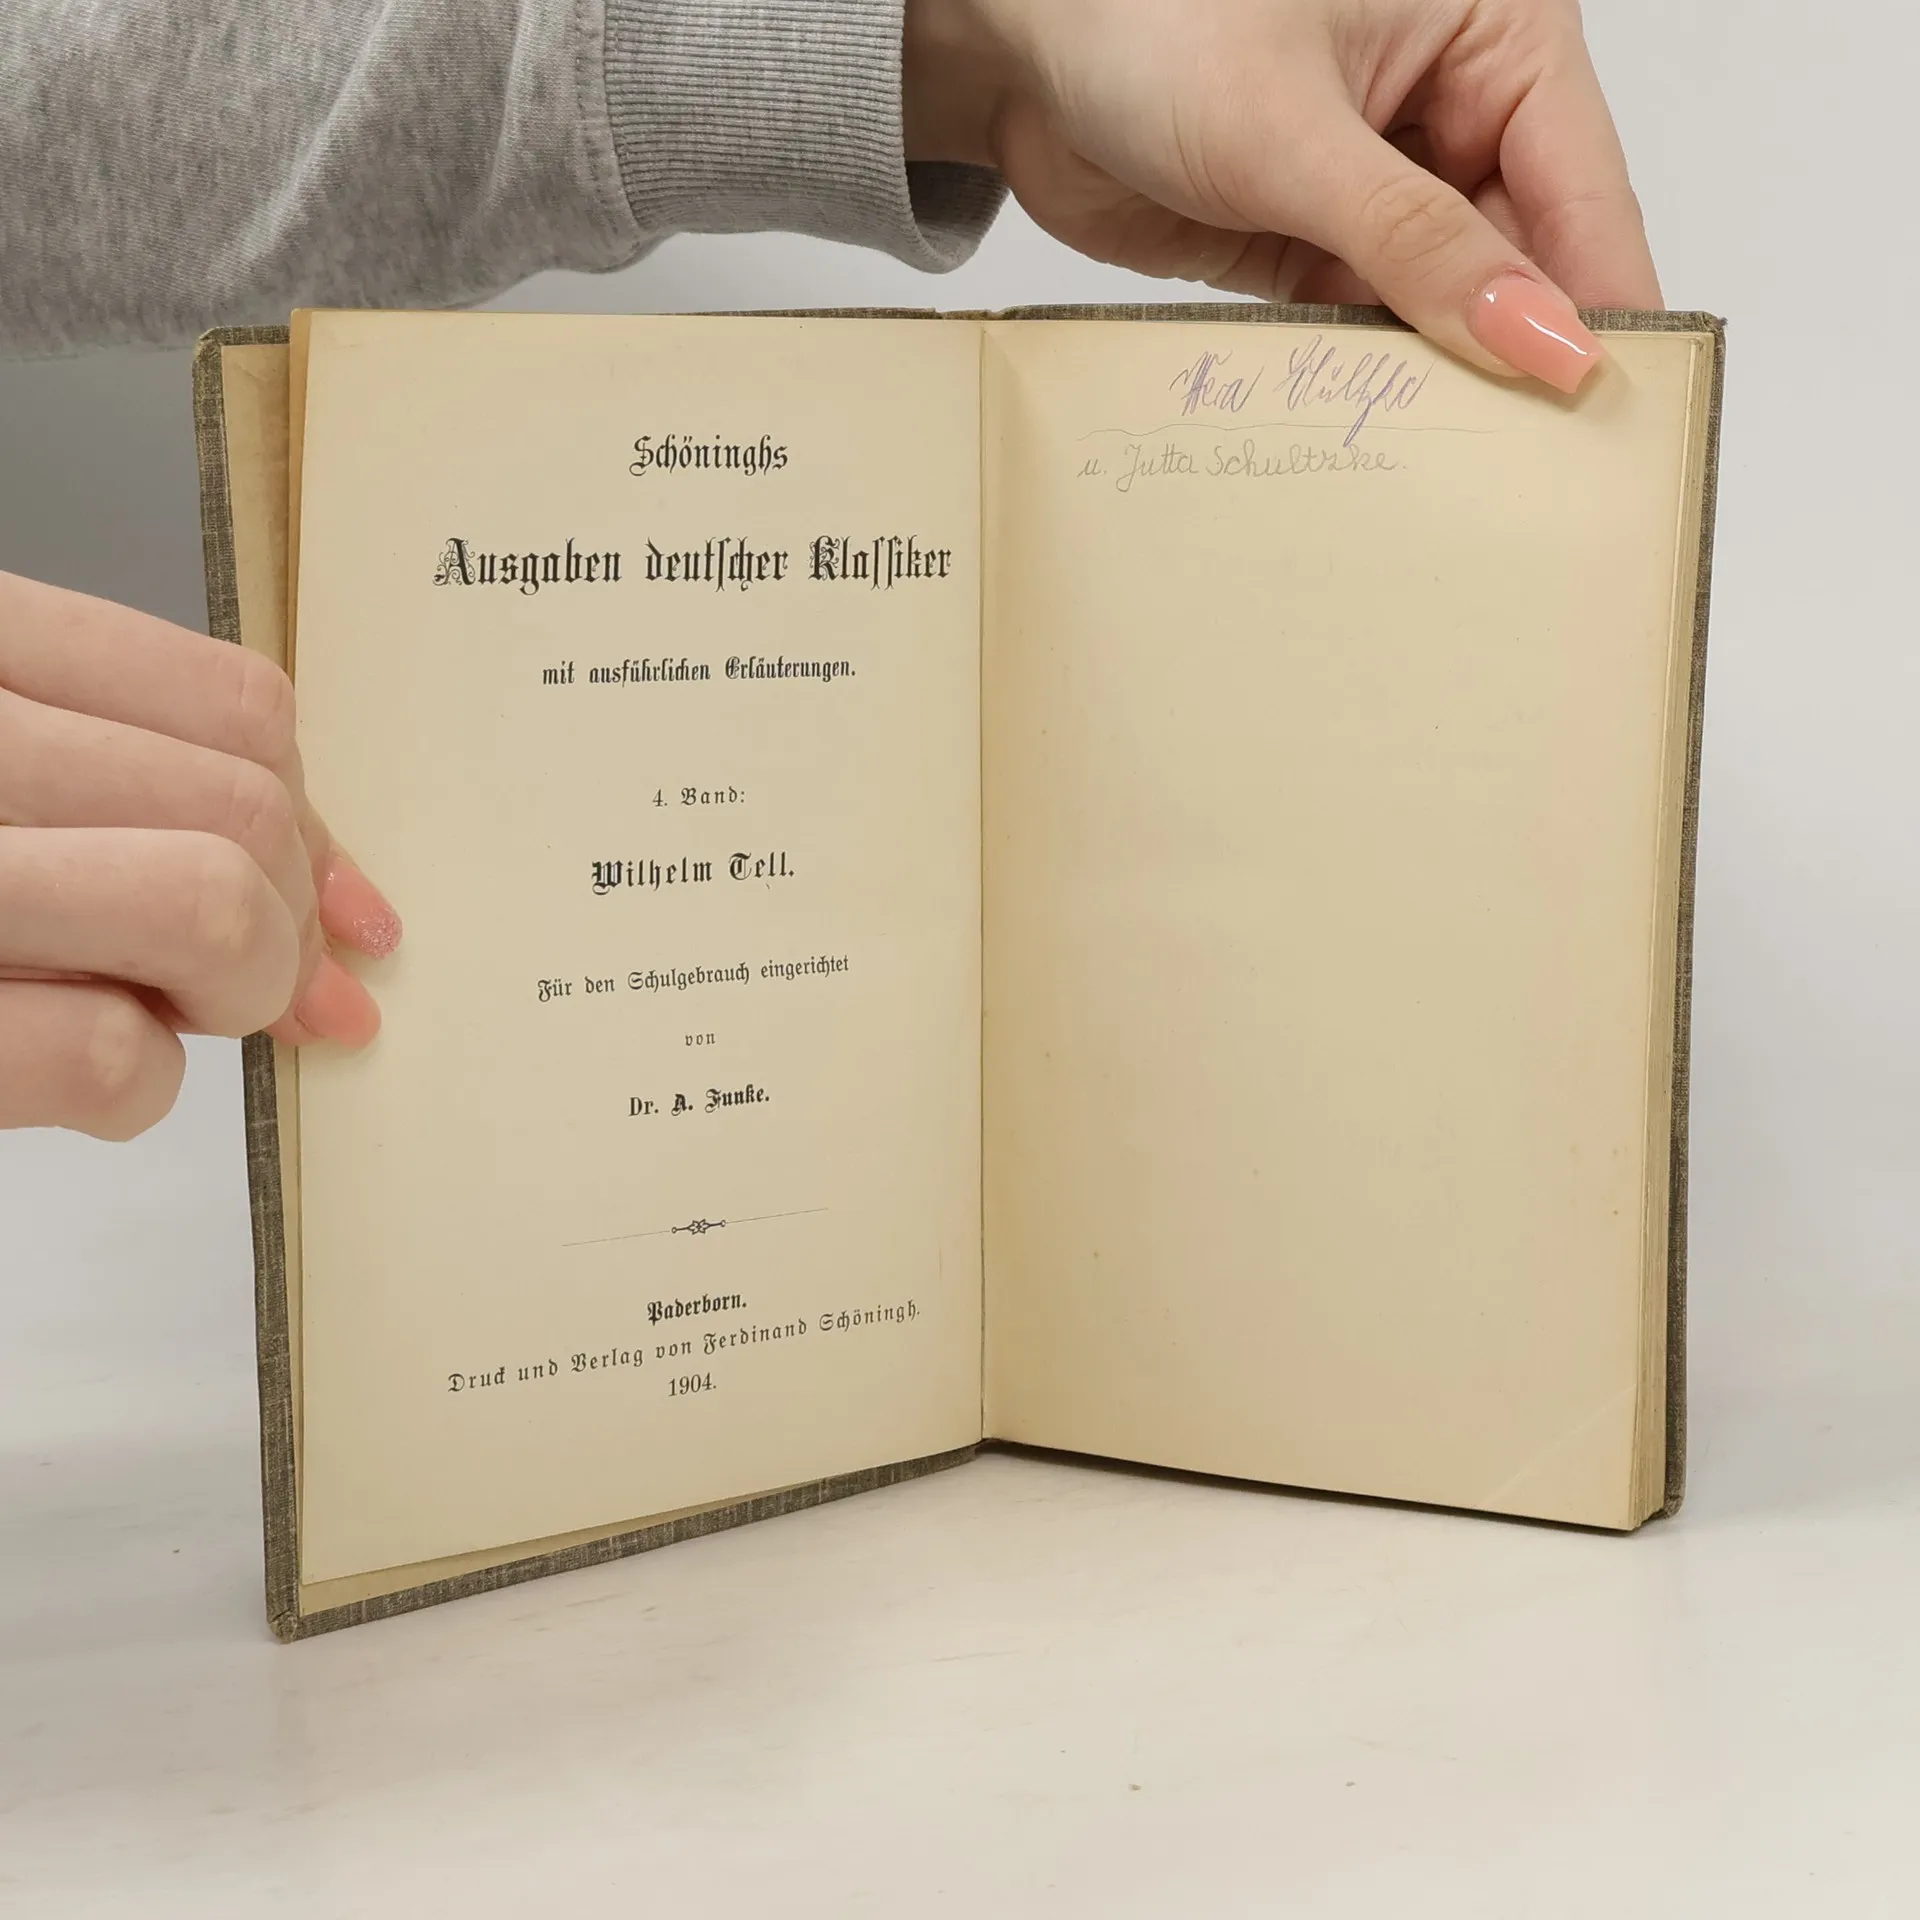 Schöninghs
Ausgaben deutscher Klassiker
mit ausführlichen Erläuterungen.
4. Band:
Wilhelm Tell.
Für den Schulgebrauch eingerichtet
von
Dr. A. Funke.
Paderborn.
Druck und Verlag von Ferdinand Schöningh.
1904.
Wera
u. Jutta Schultzke.